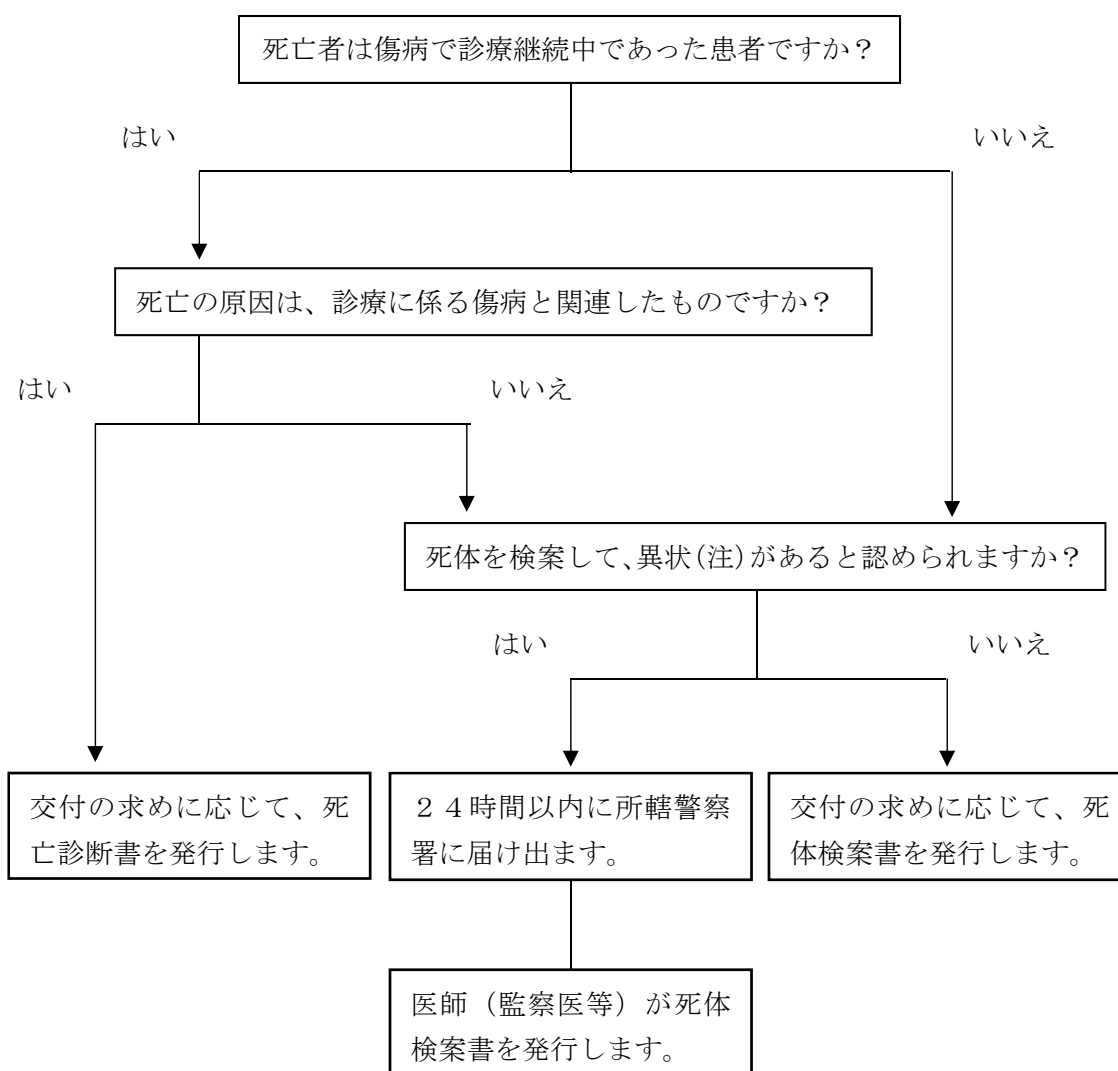 死亡者は傷病で診療継続中であった患者ですか？
はい
いいえ
死亡の原因は、診療に係る傷病と関連したものですか？
はい
いいえ
死体を検案して、異状(注)があると認められますか？
はい
いいえ
交付の求めに応じて、死
亡診断書を発行します。
２４時間以内に所轄警察
署に届け出ます。
交付の求めに応じて、死
体検案書を発行します。
医師（監察医等）が死体
検案書を発行します。